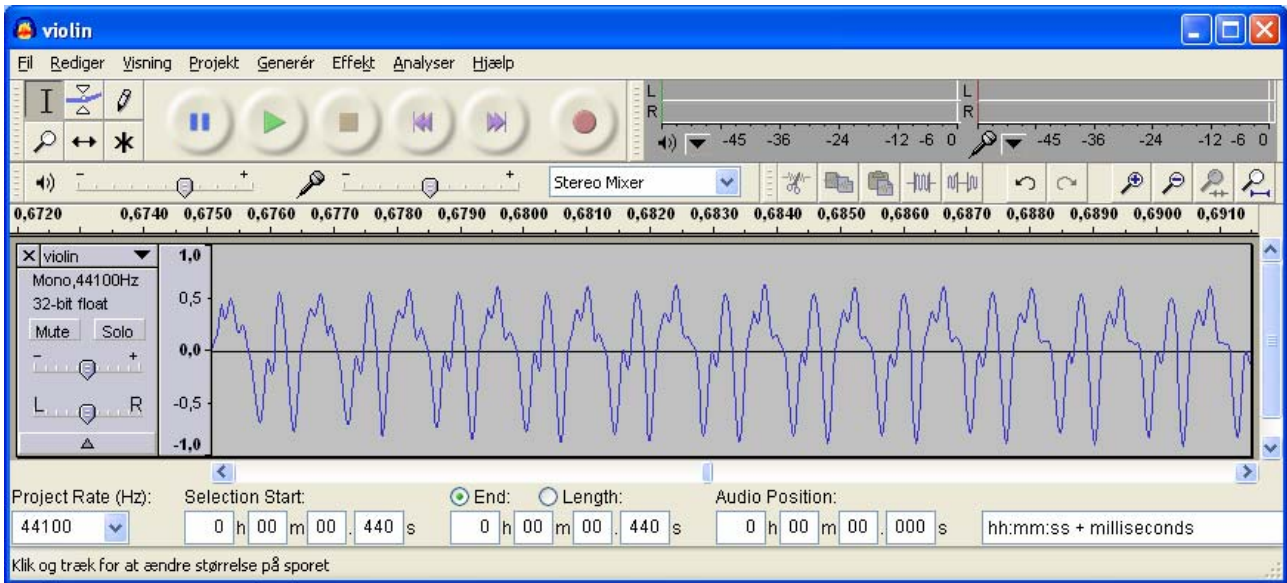 violin
Fil Rediger Visning Projekt Generér Effekt Analyser Hjælp
L
R
-45 -36 -24 -12 -6 0
L
R
-45 -36 -24 -12 -6 0
- + - + Stereo Mixer
0,6720 0,6740 0,6750 0,6760 0,6770 0,6780 0,6790 0,6800 0,6810 0,6820 0,6830 0,6840 0,6850 0,6860 0,6870 0,6880 0,6890 0,6900 0,6910
X violin
Mono,44100Hz
32-bit float
Mute Solo
- +
L R
1,0
0,5
0,0
-0,5
-1,0
Project Rate (Hz): Selection Start: End: Length: Audio Position:
44100 0 h 00 m 00 . 440 s 0 h 00 m 00 . 440 s 0 h 00 m 00 . 000 s hh:mm:ss + milliseconds
Klik og træk for at ændre størrelse på sporet